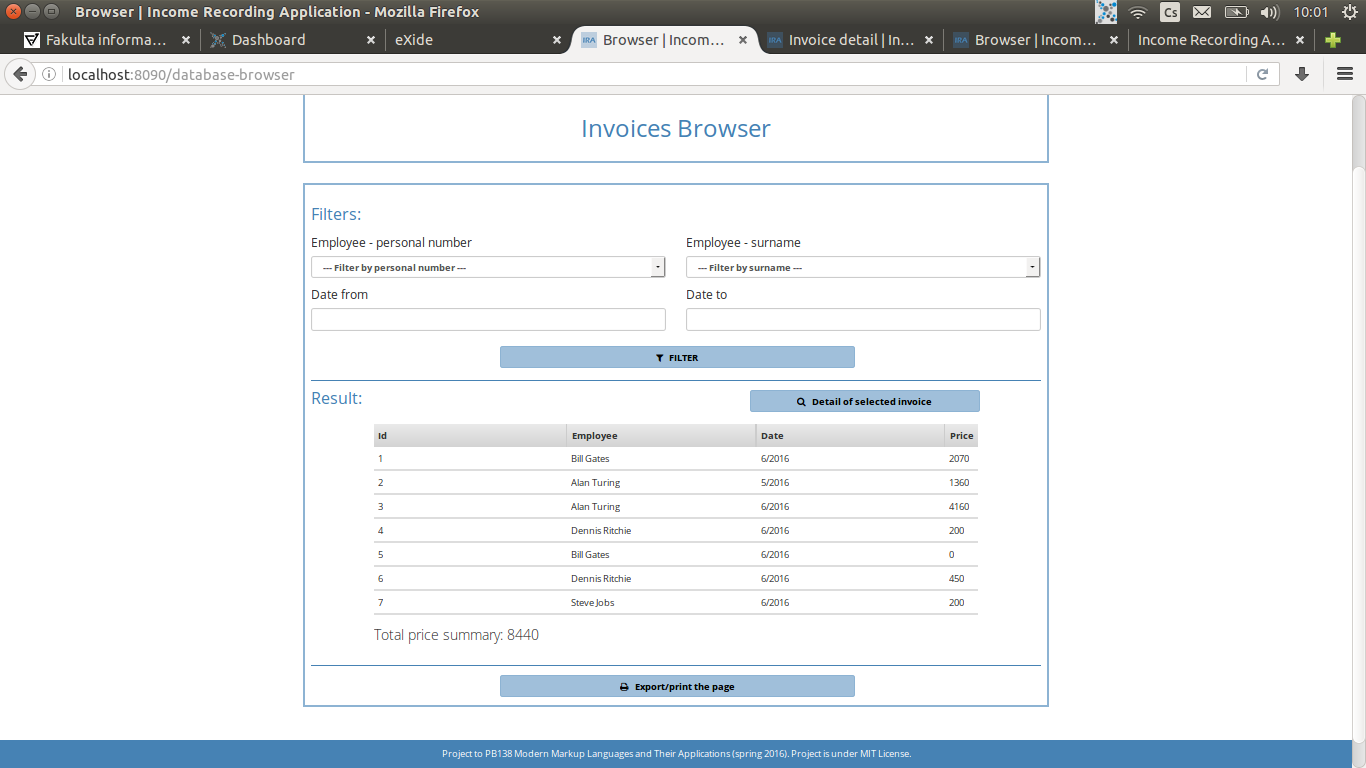 Browser | Income Recording Application - Mozilla Firefox
Cs
10:01
Fakulta informa...
Dashboard
eXide
IRA Browser | Incom...
IRA Invoice detail | In...
IRA Browser | Incom...
Income Recording A...
localhost:8090/database-browser
Invoices Browser
Filters:
Employee - personal number Employee - surname
--- Filter by personal number --- --- Filter by surname ---
Date from Date to
FILTER
Result: Detail of selected invoice
Id Employee Date Price
1 Bill Gates 6/2016 2070
2 Alan Turing 5/2016 1360
3 Alan Turing 6/2016 4160
4 Dennis Ritchie 6/2016 200
5 Bill Gates 6/2016 0
6 Dennis Ritchie 6/2016 450
7 Steve Jobs 6/2016 200
Total price summary: 8440
Export/print the page
Project to PB138 Modern Markup Languages and Their Applications (spring 2016). Project is under MIT License.